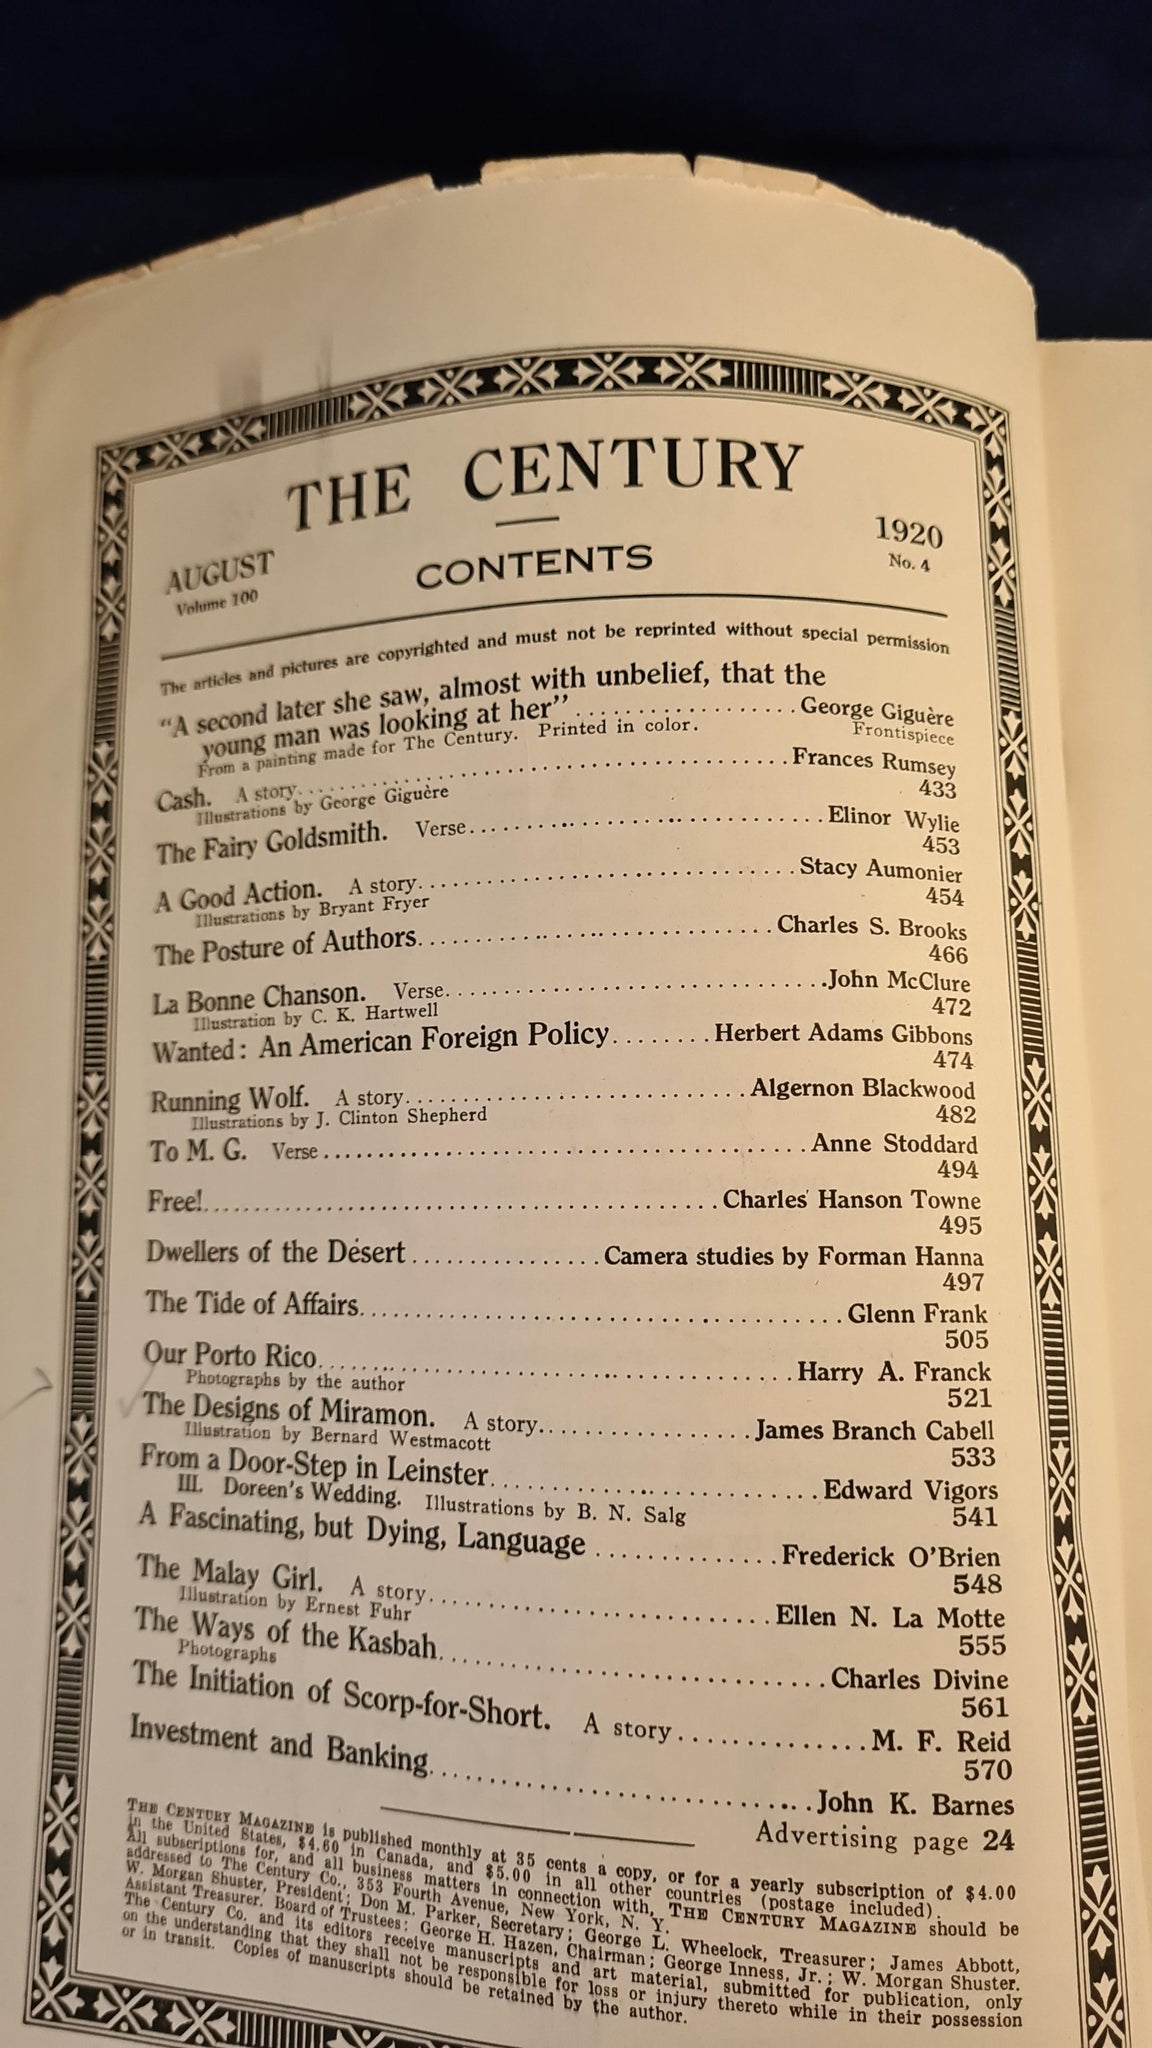 THE CENTURY
AUGUST 1920
Volume 100 CONTENTS No. 4
The articles and pictures are copyrighted and must not be reprinted without special permission
"A second later she saw, almost with unbelief, that the
young man was looking at her".................George Giguère
From a painting made for The Century. Printed in color. Frontispiece
Cash. A story................................................Frances Rumsey
Illustrations by George Giguère 433
The Fairy Goldsmith. Verse....................................Elinor Wylie
453
A Good Action. A story.......................................Stacy Aumonier
Illustrations by Bryant Fryer 454
The Posture of Authors....................................Charles S. Brooks
466
La Bonne Chanson. Verse......................................John McClure
Illustration by C. K. Hartwell 472
Wanted: An American Foreign Policy........Herbert Adams Gibbons
474
Running Wolf. A story.................................Algernon Blackwood
Illustrations by J. Clinton Shepherd 482
To M. G. Verse................................................Anne Stoddard
494
Free!......................................................Charles Hanson Towne
495
Dwellers of the Desert................Camera studies by Forman Hanna
497
The Tide of Affairs................................................Glenn Frank
505
Our Porto Rico................................................Harry A. Franck
Photographs by the author 521
The Designs of Miramon. A story....................James Branch Cabell
Illustration by Bernard Westmacott 533
From a Door-Step in Leinster................................Edward Vigors
III. Doreen's Wedding. Illustrations by B. N. Salg 541
A Fascinating, but Dying, Language..............Frederick O'Brien
548
The Malay Girl. A story...................................Ellen N. La Motte
Illustration by Ernest Fuhr 555
The Ways of the Kasbah.....................................Charles Divine
Photographs 561
The Initiation of Scorp-for-Short. A story..............M. F. Reid
570
Investment and Banking......................................John K. Barnes
Advertising page 24
THE CENTURY MAGAZINE is published monthly at 35 cents a copy, or for a yearly subscription of $4.00
in the United States, $4.60 in Canada, and $5.00 in all other countries (postage included).
All subscriptions for, and all business matters in connection with, THE CENTURY MAGAZINE should be
addressed to The Century Co., 353 Fourth Avenue, New York, N. Y.
W. Morgan Shuster, President; Don M. Parker, Secretary; George L. Wheelock, Treasurer; James Abbott,
Assistant Treasurer. Board of Trustees: George H. Hazen, Chairman; George Inness, Jr.; W. Morgan Shuster.
The Century Co. and its editors receive manuscripts and art material, submitted for publication, only
on the understanding that they shall not be responsible for loss or injury thereto while in their possession
or in transit. Copies of manuscripts should be retained by the author.